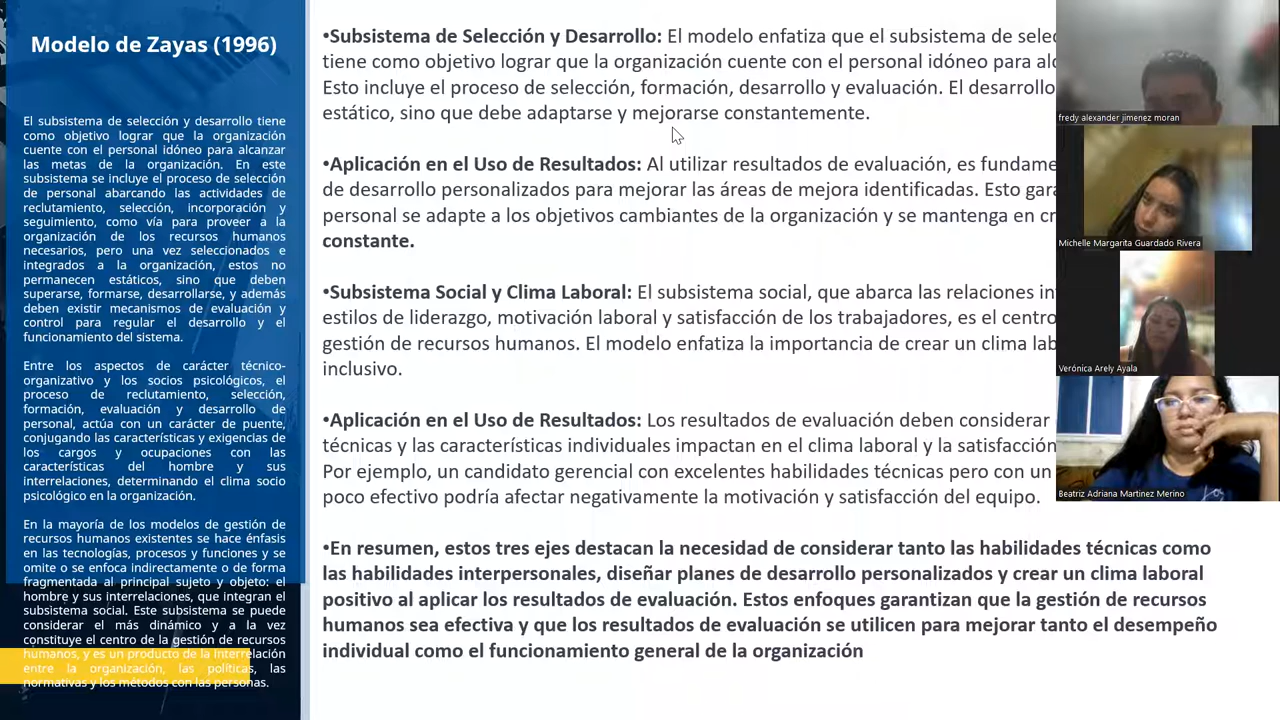 Modelo de Zayas (1996)
El subsistema de selección y desarrollo tiene
como objetivo lograr que la organización
cuente con el personal idóneo para alcanzar
las metas de la organización. En este
subsistema se incluye el proceso de selección
de personal abarcando las actividades de
reclutamiento, selección, incorporación y
seguimiento, como vía para proveer a la
organización de los recursos humanos
necesarios, pero una vez seleccionados e
integrados a la organización, estos no
permanecen estáticos, sino que deben
superarse, formarse, desarrollarse, y además
deben existir mecanismos de evaluación y
control para regular el desarrollo y el
funcionamiento del sistema.
Entre los aspectos de carácter técnico-
organizativo y los socios psicológicos, el
proceso de reclutamiento, selección,
formación, evaluación y desarrollo de
personal, actúa con un carácter de puente,
conjugando las características y exigencias de
los cargos y ocupaciones con las
características del hombre y sus
interrelaciones, determinando el clima socio
psicológico en la organización.
En la mayoría de los modelos de gestión de
recursos humanos existentes se hace énfasis
en las tecnologías, procesos y funciones y se
omite o se enfoca indirectamente o de forma
fragmentada al principal sujeto y objeto: el
hombre y sus interrelaciones, que integran el
subsistema social. Este subsistema se puede
considerar el más dinámico y a la vez
constituye el centro de la gestión de recursos
humanos, y es un producto de la interrelación
entre la organización, las políticas, las
normativas y los métodos con las personas.
•Subsistema de Selección y Desarrollo: El modelo enfatiza que el subsistema de selec
tiene como objetivo lograr que la organización cuente con el personal idóneo para alc
Esto incluye el proceso de selección, formación, desarrollo y evaluación. El desarrollo
estático, sino que debe adaptarse y mejorarse constantemente.
•Aplicación en el Uso de Resultados: Al utilizar resultados de evaluación, es fundame
de desarrollo personalizados para mejorar las áreas de mejora identificadas. Esto gara
personal se adapte a los objetivos cambiantes de la organización y se mantenga en cr
constante.
•Subsistema Social y Clima Laboral: El subsistema social, que abarca las relaciones in
estilos de liderazgo, motivación laboral y satisfacción de los trabajadores, es el centro
gestión de recursos humanos. El modelo enfatiza la importancia de crear un clima lab
inclusivo.
•Aplicación en el Uso de Resultados: Los resultados de evaluación deben considerar
técnicas y las características individuales impactan en el clima laboral y la satisfacción
Por ejemplo, un candidato gerencial con excelentes habilidades técnicas pero con un
poco efectivo podría afectar negativamente la motivación y satisfacción del equipo.
•En resumen, estos tres ejes destacan la necesidad de considerar tanto las habilidades técnicas como
las habilidades interpersonales, diseñar planes de desarrollo personalizados y crear un clima laboral
positivo al aplicar los resultados de evaluación. Estos enfoques garantizan que la gestión de recursos
humanos sea efectiva y que los resultados de evaluación se utilicen para mejorar tanto el desempeño
individual como el funcionamiento general de la organización
fredy alexander jimenez moran
Michelle Margarita Guardado Rivera
Verónica Arely Ayala
Beatriz Adriana Martinez Merino